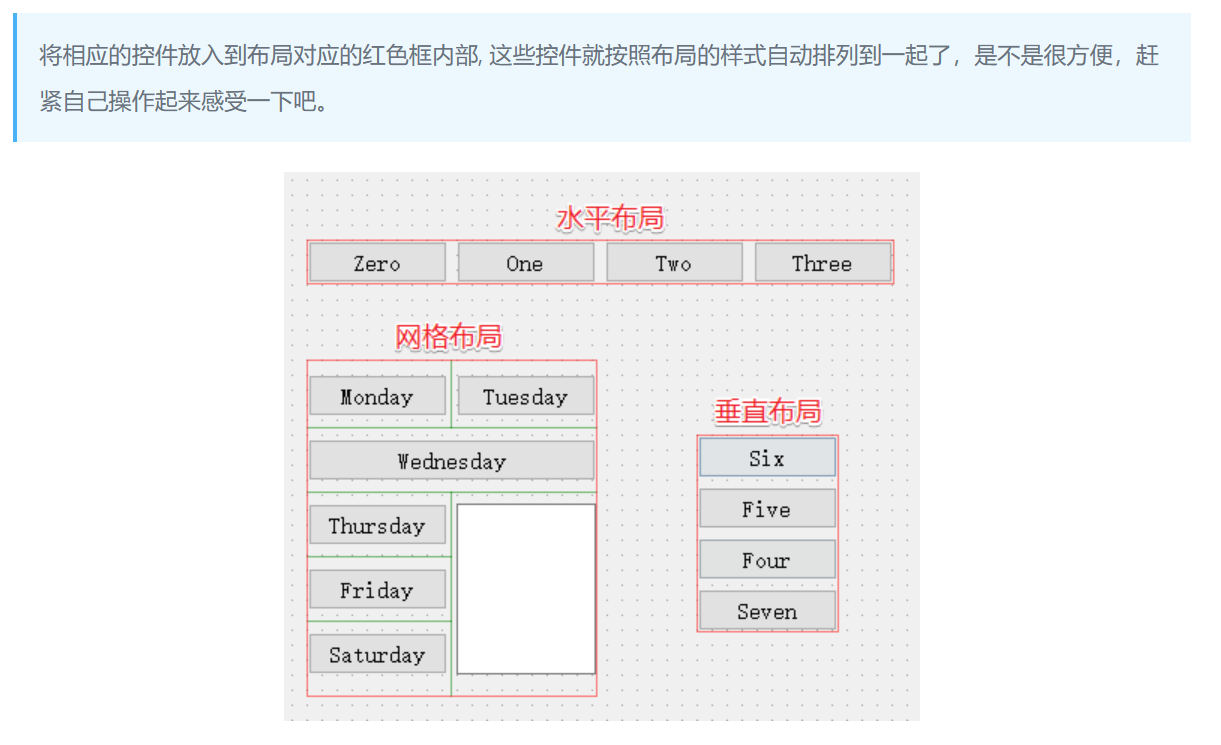 将相应的控件放入到布局对应的红色框内部, 这些控件就按照布局的样式自动排列到一起了，是不是很方便，赶
紧自己操作起来感受一下吧。
水平布局
Zero One Two Three
网格布局
Monday Tuesday
Wednesday
Thursday
Friday
Saturday
垂直布局
Six
Five
Four
Seven